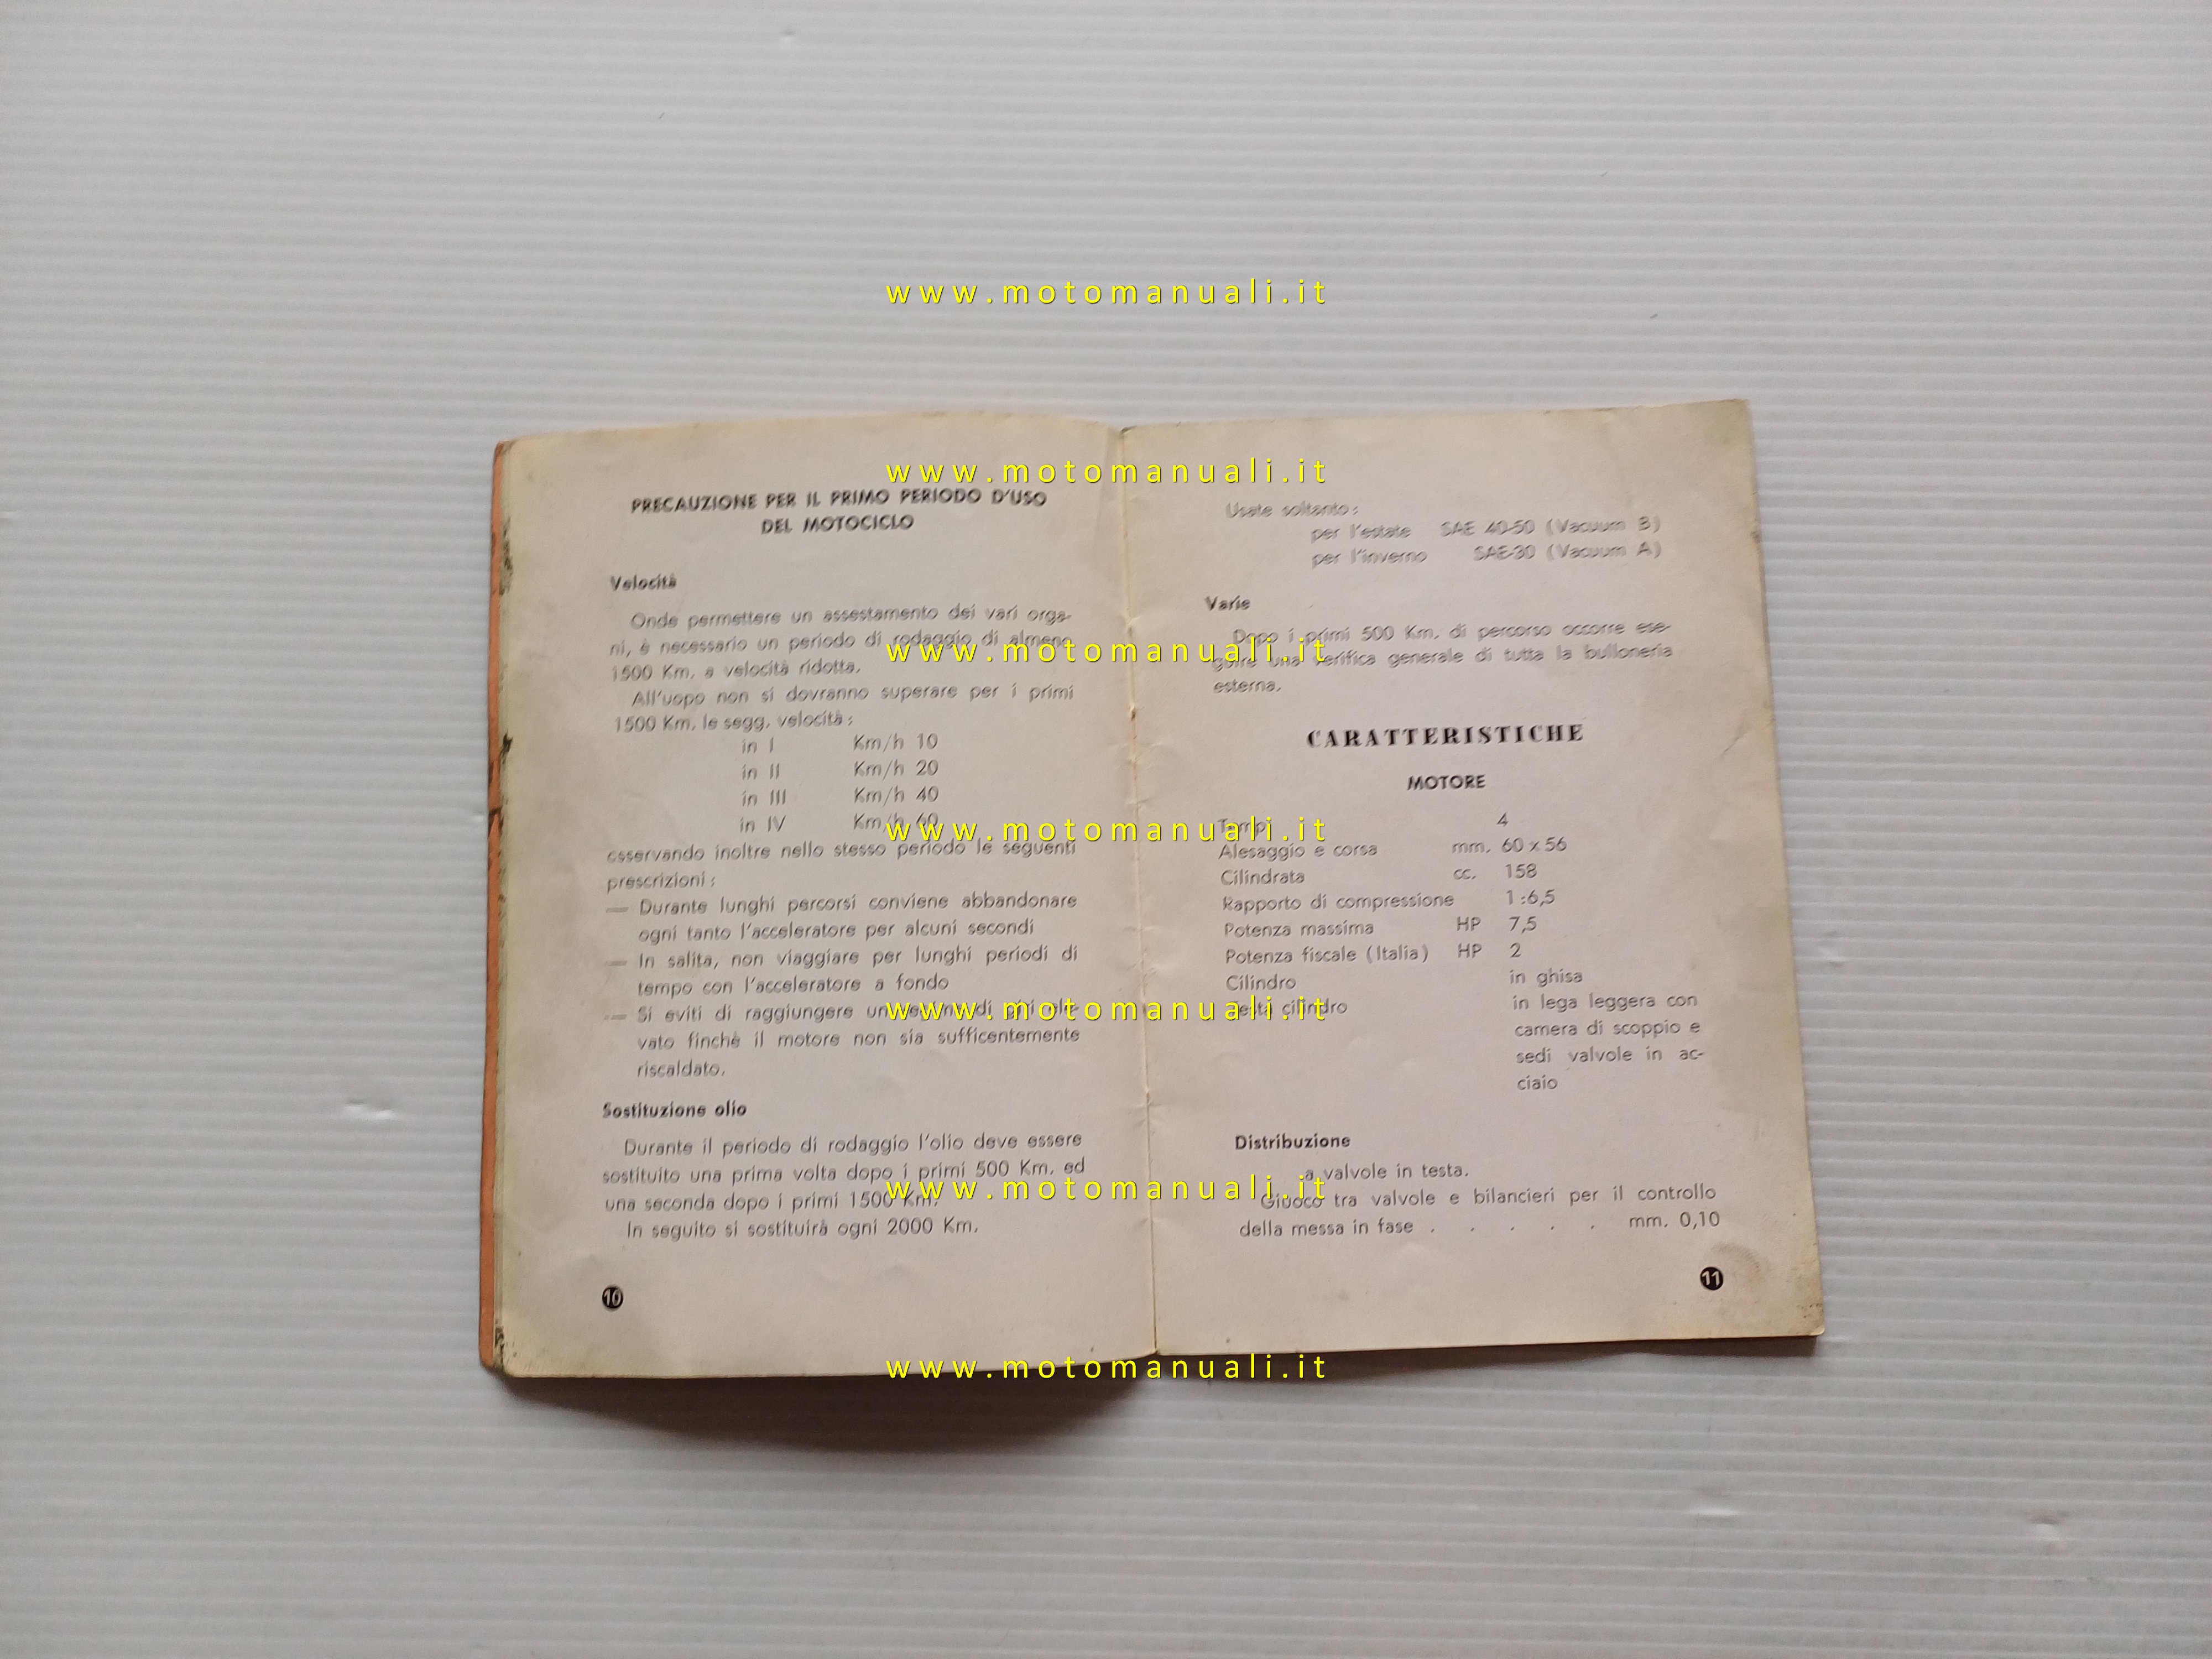 PRECAUZIONE PER IL PRIMO PERIODO D'USO
DEL MOTOCICLO
Velocità
Onde permettere un assestamento dei vari orga-
ni, è necessario un periodo di rodaggio di almeno
1500 Km. a velocità ridotta.
All'uopo non si dovranno superare per i primi
1500 Km. le segg. velocità :
in I Km/h 10
in II Km/h 20
in III Km/h 40
in IV Km/h 60
osservando inoltre nello stesso periodo le seguenti
prescrizioni :
— Durante lunghi percorsi conviene abbandonare
ogni tanto l'acceleratore per alcuni secondi
— In salita, non viaggiare per lunghi periodi di
tempo con l'acceleratore a fondo
— Si eviti di raggiungere un di giri ele-
vato finchè il motore non sia sufficentemente
riscaldato.
Sostituzione olio
Durante il periodo di rodaggio l'olio deve essere
sostituito una prima volta dopo i primi 500 Km. ed
una seconda dopo i primi 1500 Km.
In seguito si sostituirà ogni 2000 Km.
10
Usate soltanto :
per l'estate SAE 40-50 (Vacuum B)
per l'inverno SAE-30 (Vacuum A)
Varie
Dopo i primi 500 Km. di percorso occorre ese-
guire una verifica generale di tutta la bulloneria
esterna.
CARATTERISTICHE
MOTORE
Tempi 4
Alesaggio e corsa mm. 60 x 56
Cilindrata cc. 158
Rapporto di compressione 1 :6,5
Potenza massima HP 7,5
Potenza fiscale (Italia) HP 2
Cilindro in ghisa
Testa cilindro in lega leggera con
camera di scoppio e
sedi valvole in ac-
ciaio
Distribuzione
a valvole in testa.
Giuoco tra valvole e bilancieri per il controllo
della messa in fase . . . . . mm. 0,10
11
www.motomanuali.it
www.motomanuali.it
www.motomanuali.it
www.motomanuali.it
www.motomanuali.it
www.motomanuali.it
www.motomanuali.it